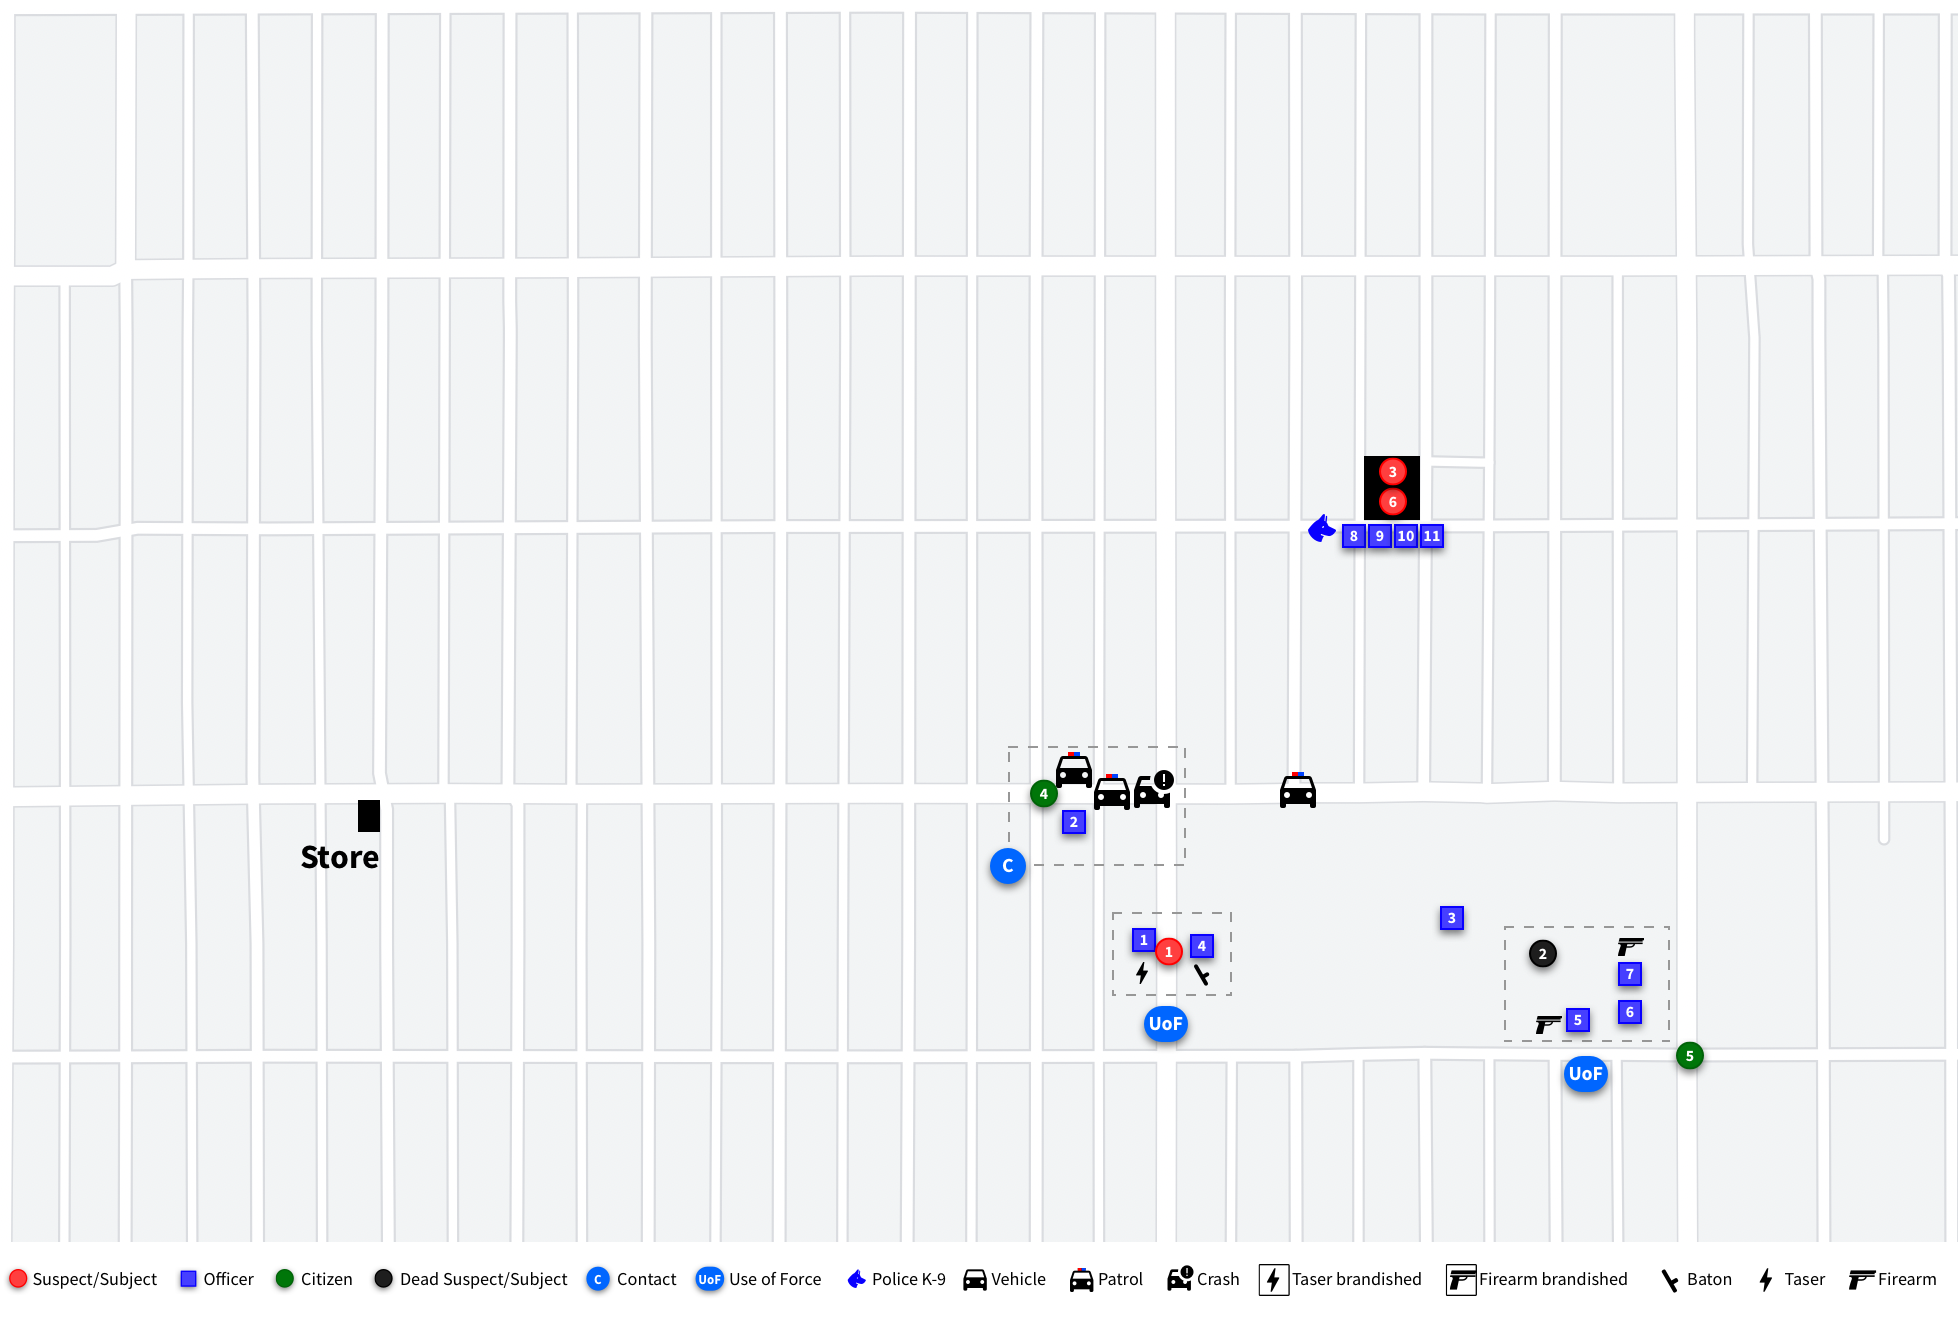 3
6
8 9 10 11
!
4
2
Store
C
3
1 1 4
2
7
6
5
UoF
5
UoF
! 
Suspect/Subject Officer Citizen Dead Suspect/Subject C Contact UoF Use of Force Police K-9 Vehicle Patrol Crash Taser brandished Firearm brandished Baton Taser Firearm